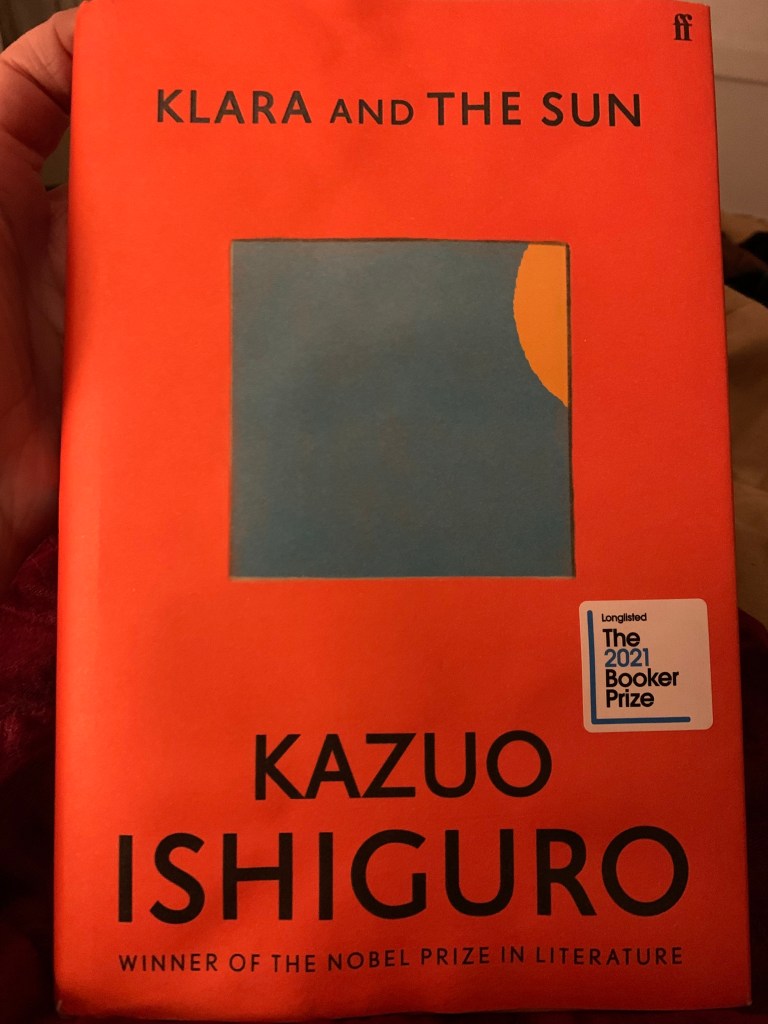 ff
KLARA AND THE SUN
Longlisted
The
2021
Booker
Prize
KAZUO
ISHIGURO
WINNER OF THE NOBEL PRIZE IN LITERATURE